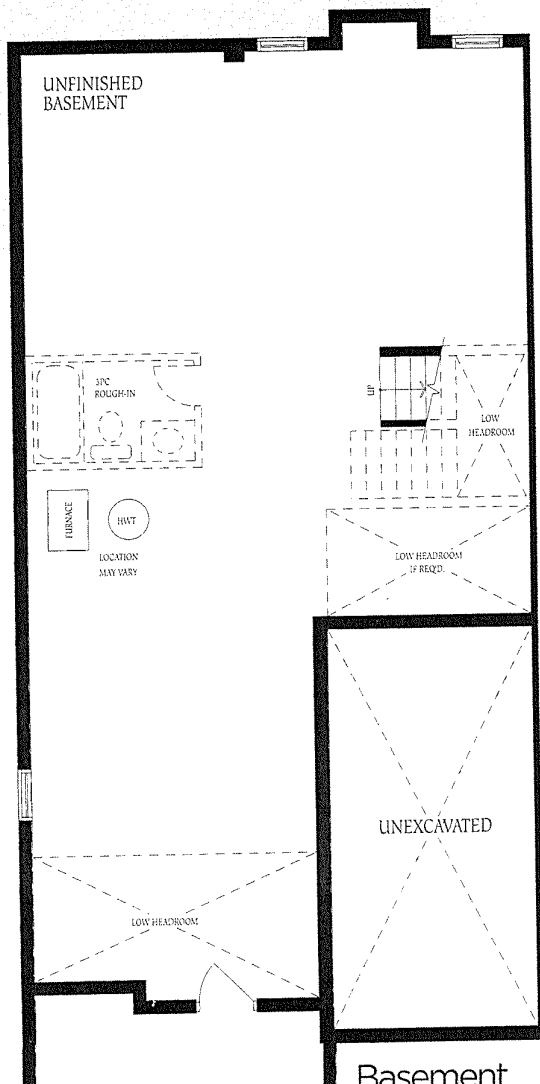 UNFINISHED
BASEMENT
3PC
ROUGH-IN
UP
LOW
HEADROOM
FURNACE
HWT
LOCATION
MAY VARY
LOW HEADROOM
IF REQ'D.
UNEXCAVATED
LOW HEADROOM
Basement